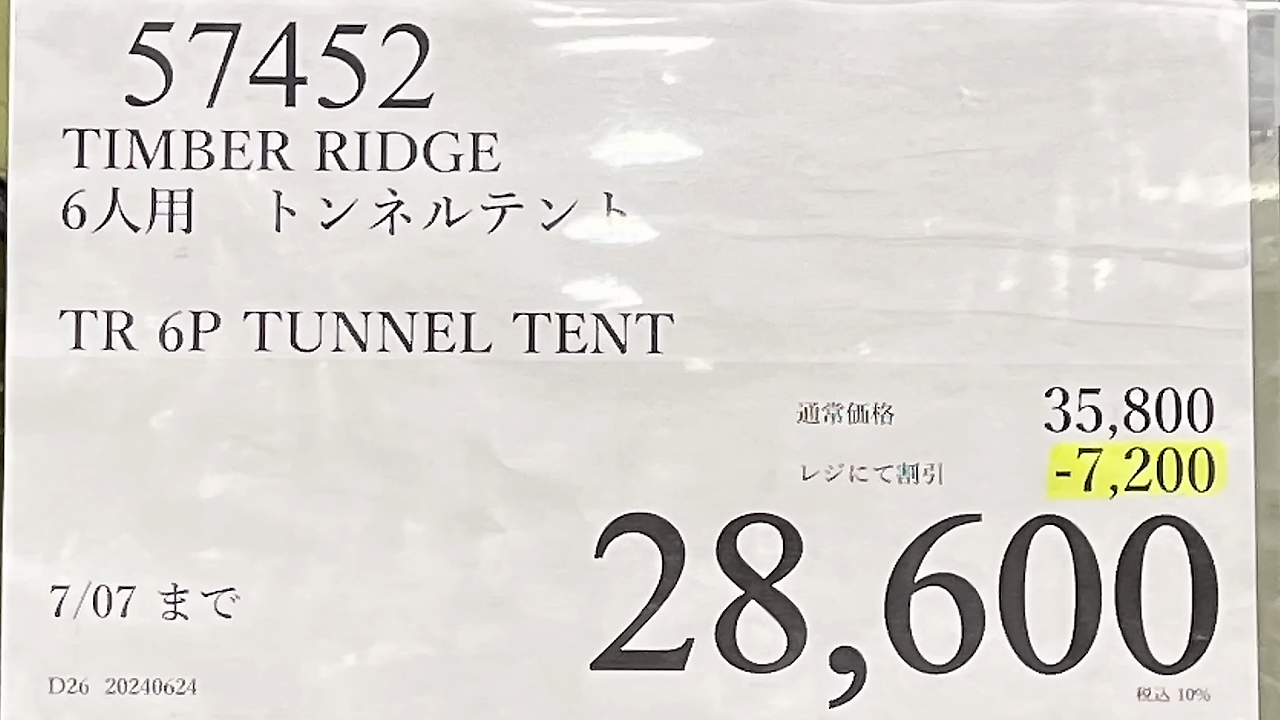 57452
TIMBER RIDGE
6人用　トンネルテント
TR 6P TUNNEL TENT
通常価格 35,800
レジにて割引 -7,200
28,600
7/07 まで
D26 20240624
税込 10%